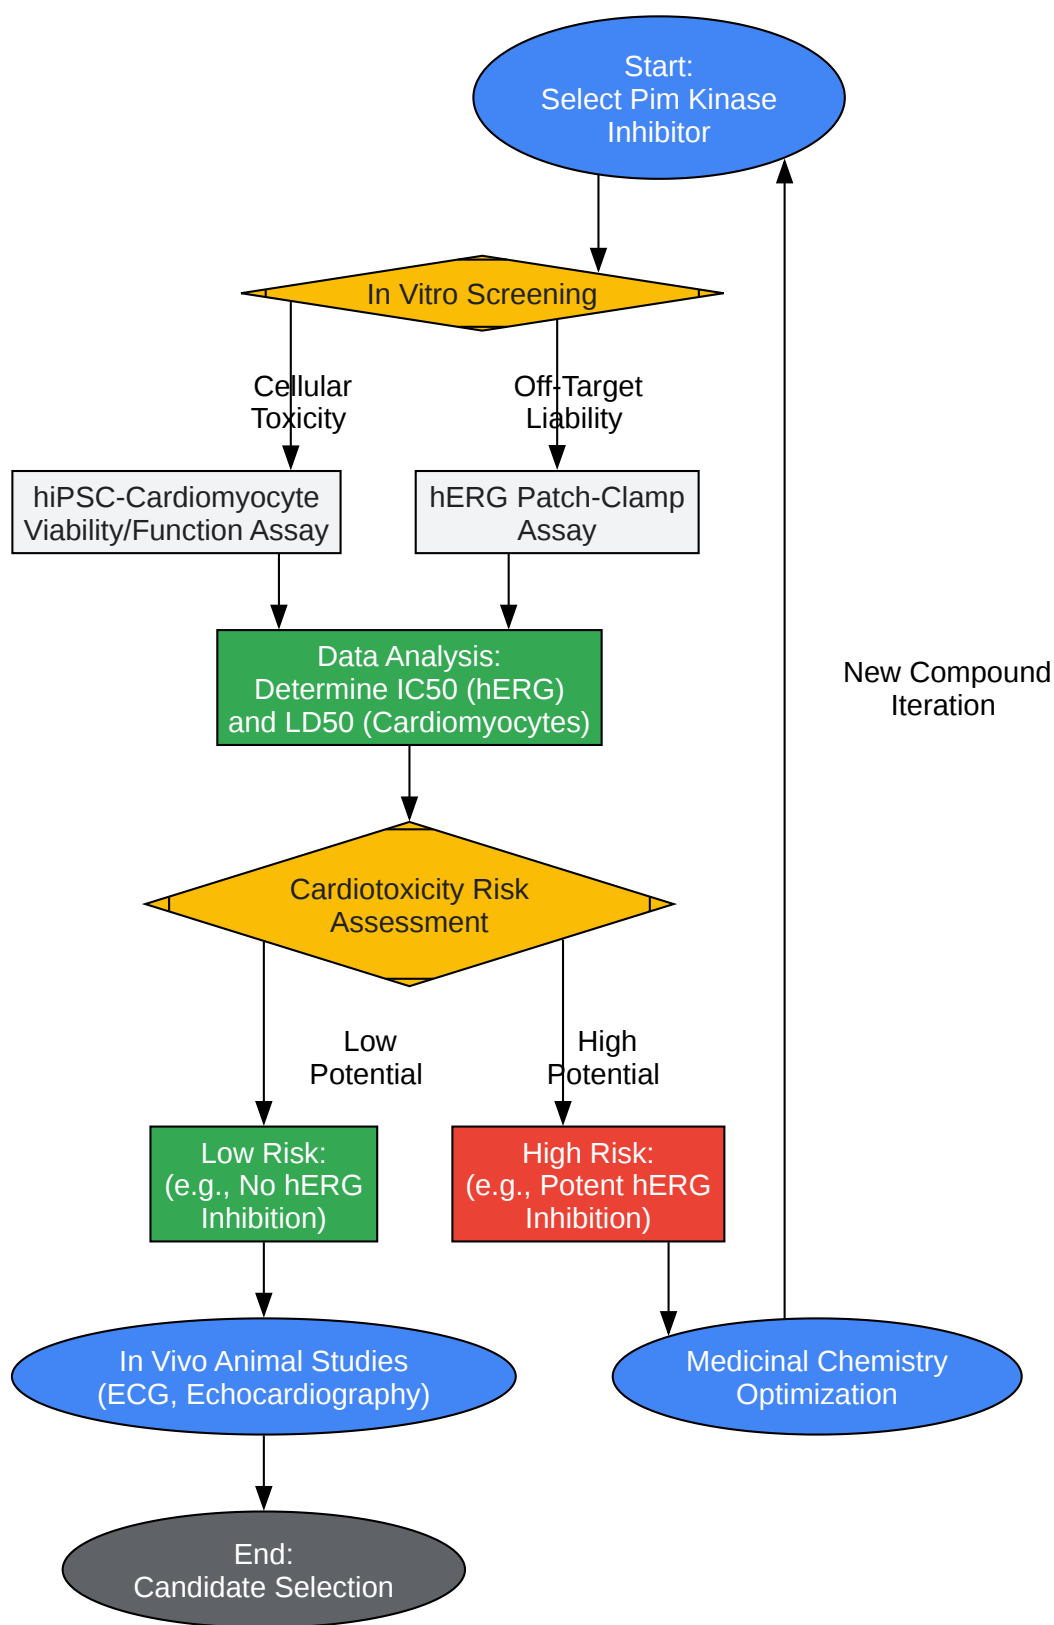 Start:
Select Pim Kinase
Inhibitor
In Vitro Screening
Cellular
Toxicity
Off-Target
Liability
hiPSC-Cardiomyocyte
Viability/Function Assay
hERG Patch-Clamp
Assay
Data Analysis:
Determine IC50 (hERG)
and LD50 (Cardiomyocytes)
New Compound
Iteration
Cardiotoxicity Risk
Assessment
Low
Potential
High
Potential
Low Risk:
(e.g., No hERG
Inhibition)
High Risk:
(e.g., Potent hERG
Inhibition)
In Vivo Animal Studies
(ECG, Echocardiography)
Medicinal Chemistry
Optimization
End:
Candidate Selection